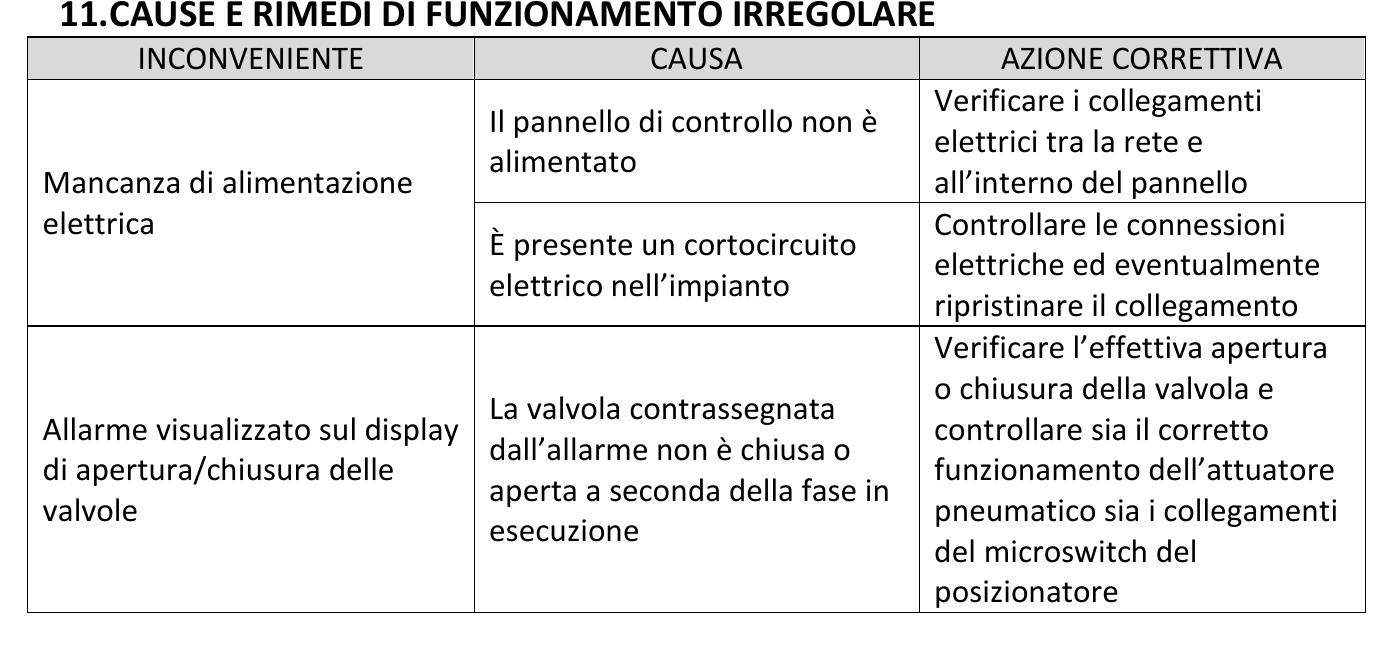 11.CAUSE E RIMEDI DI FUNZIONAMENTO IRREGOLARE
INCONVENIENTE
CAUSA
AZIONE CORRETTIVA
Mancanza di alimentazione
elettrica
Il pannello di controllo non è
alimentato
Verificare i collegamenti
elettrici tra la rete e
all’interno del pannello
È presente un cortocircuito
elettrico nell’impianto
Controllare le connessioni
elettriche ed eventualmente
ripristinare il collegamento
Allarme visualizzato sul display
di apertura/chiusura delle
valvole
La valvola contrassegnata
dall’allarme non è chiusa o
aperta a seconda della fase in
esecuzione
Verificare l’effettiva apertura
o chiusura della valvola e
controllare sia il corretto
funzionamento dell’attuatore
pneumatico sia i collegamenti
del microswitch del
posizionatore